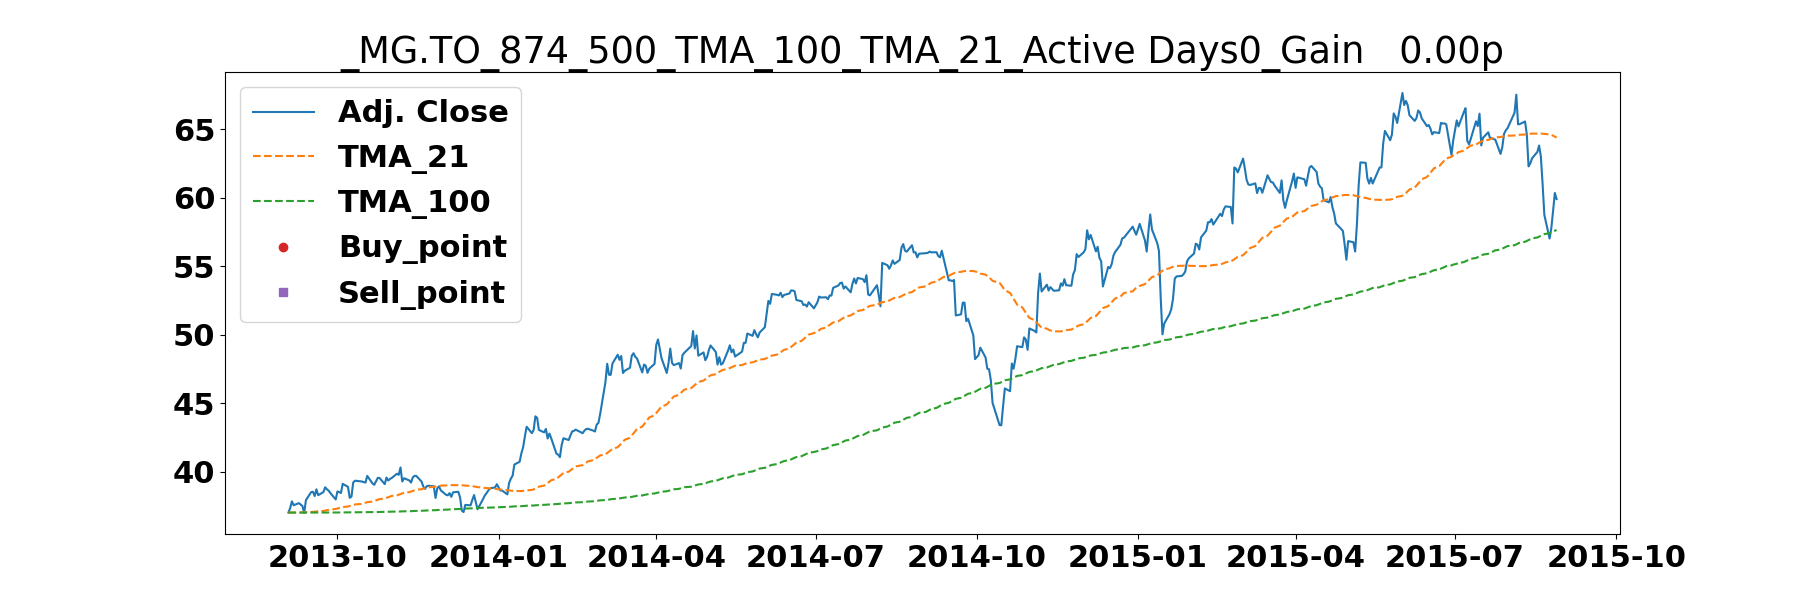 _MG.TO_874_500_TMA_100_TMA_21_Active Days0_Gain   0.00p
Adj. Close
TMA_21
TMA_100
Buy_point
Sell_point
65
60
55
50
45
40
2013-10 2014-01 2014-04 2014-07 2014-10 2015-01 2015-04 2015-07 2015-10